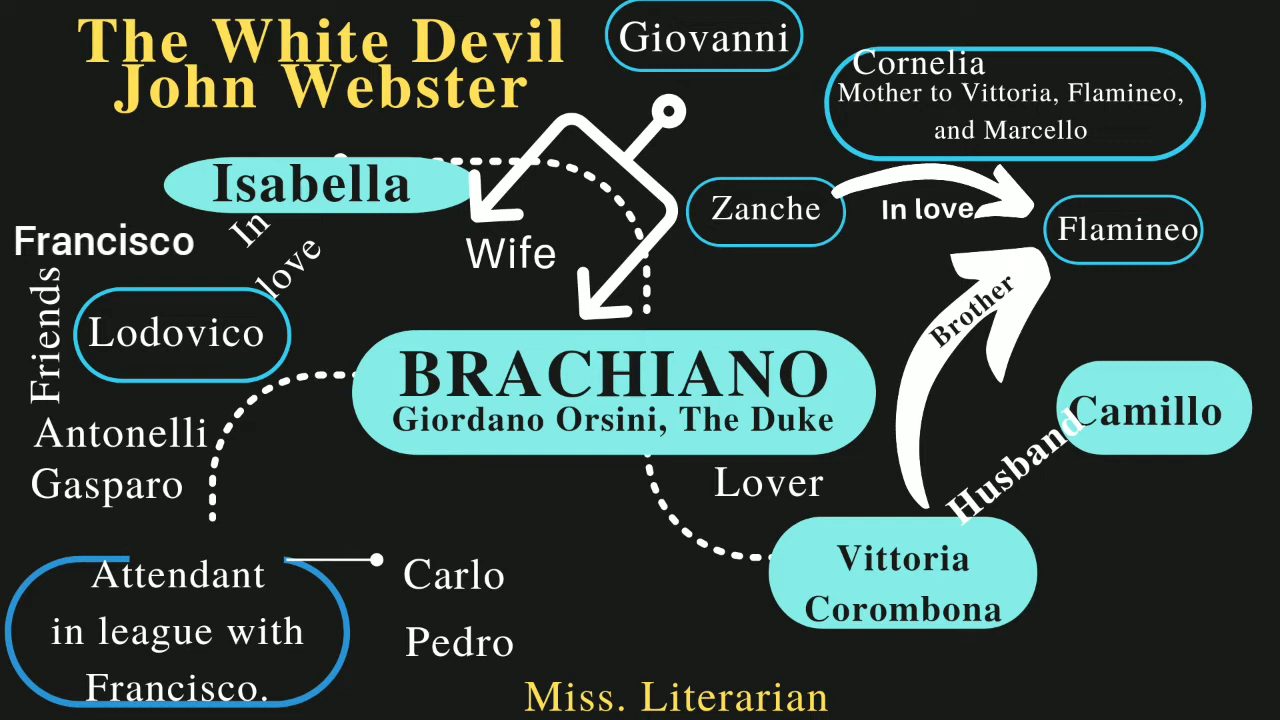 The White Devil
John Webster
Giovanni
Cornelia
Mother to Vittoria, Flamineo,
and Marcello
Isabella
Zanche
In love
Flamineo
Francisco
In
love
Wife
Friends
Lodovico
Brother
BRACHIANO
Giordano Orsini, The Duke
Camillo
Husband
Antonelli
Gasparo
Lover
Vittoria
Corombona
Attendant
in league with
Francisco.
Carlo
Pedro
Miss. Literarian